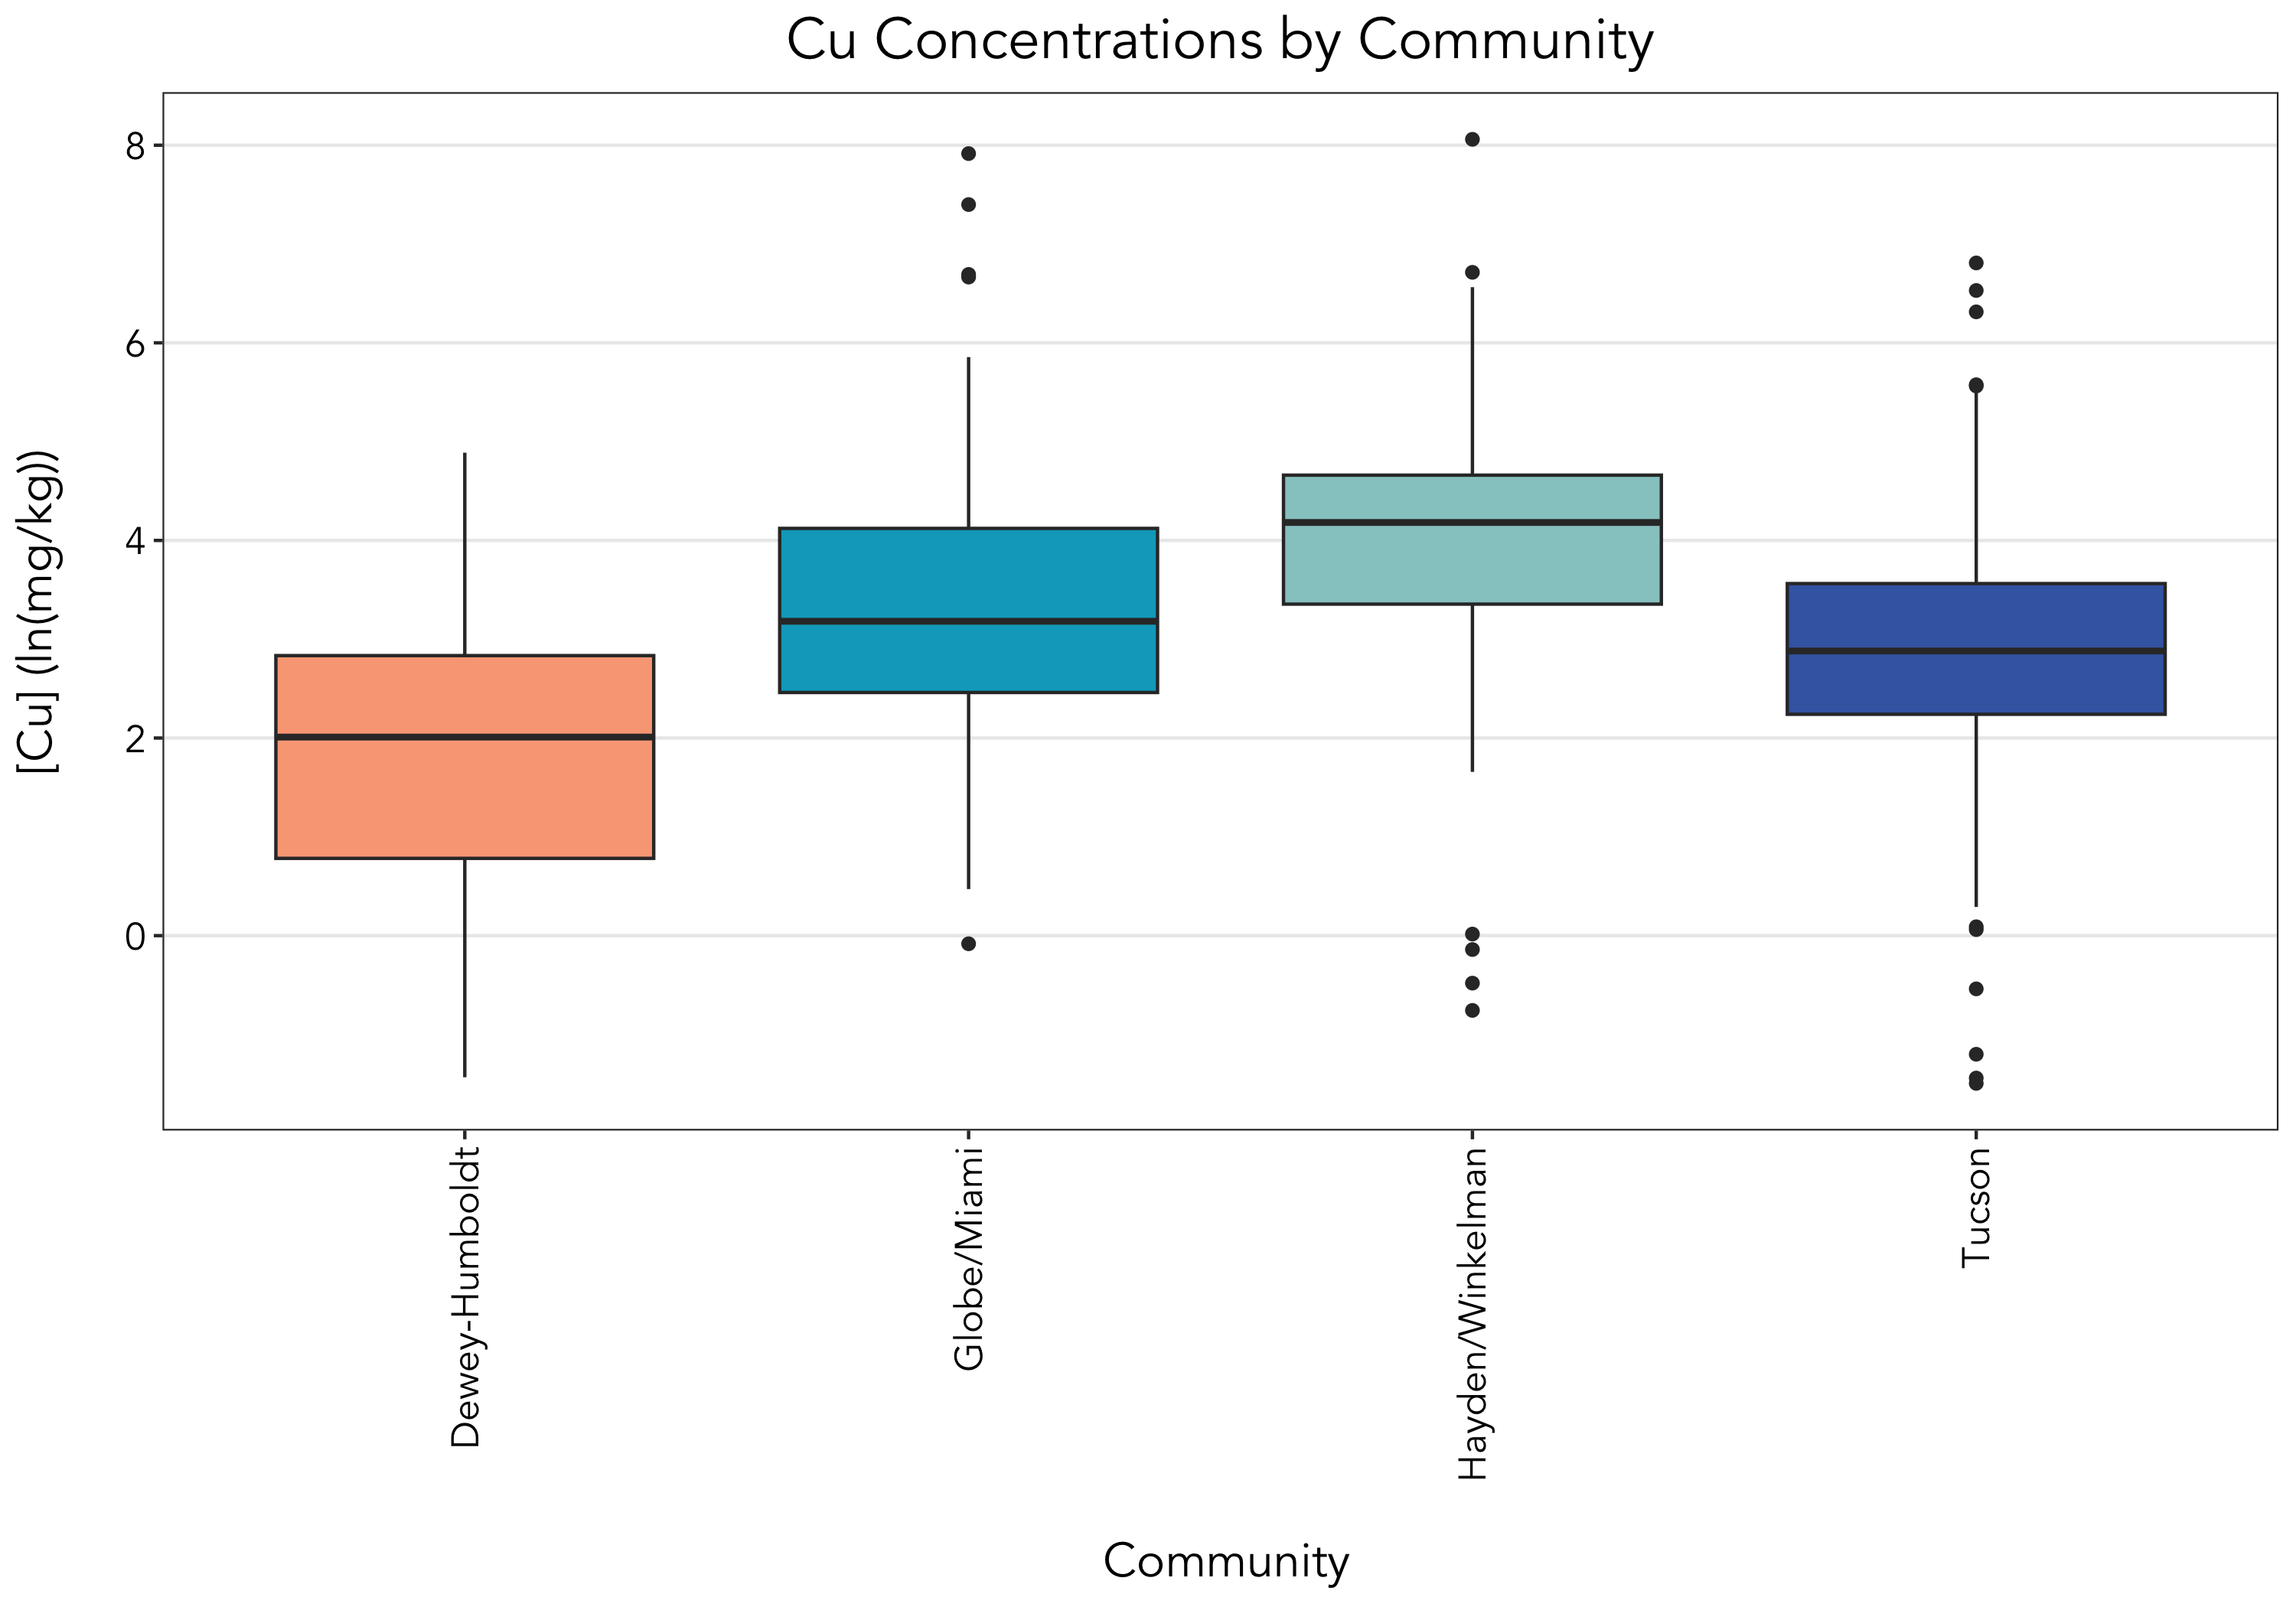 Cu Concentrations by Community
[Cu] (ln(mg/kg))
8
6
4
2
0
Dewey-Humboldt
Globe/Miami
Hayden/Winkelman
Tucson
Community